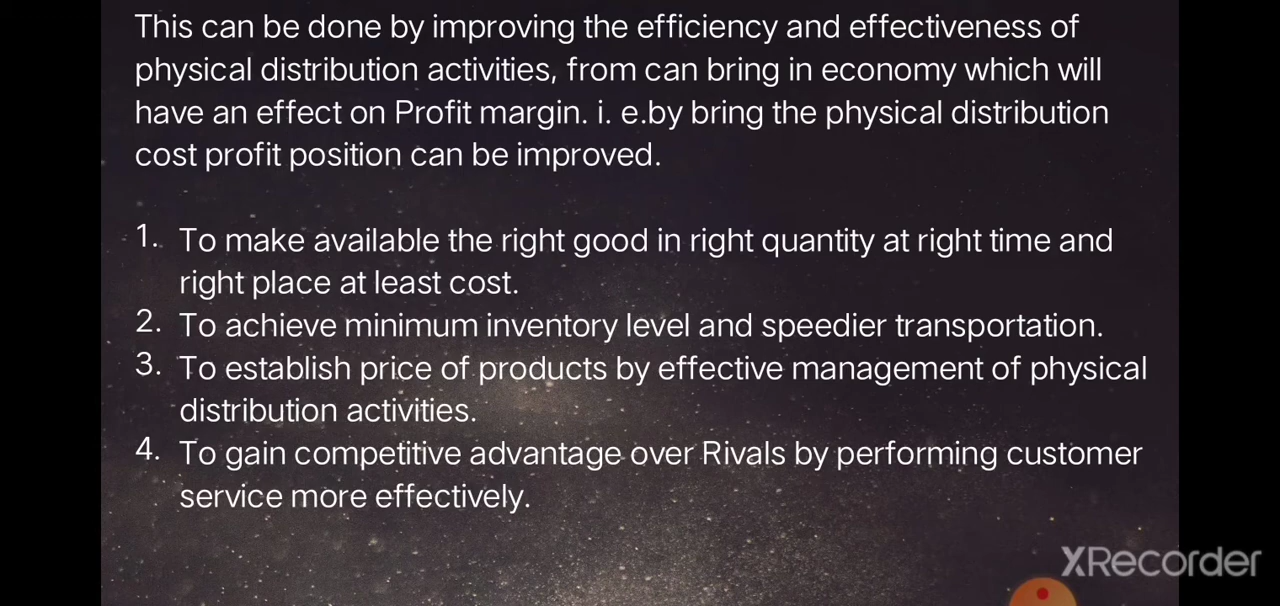 This can be done by improving the efficiency and effectiveness of
physical distribution activities, from can bring in economy which will
have an effect on Profit margin. i. e.by bring the physical distribution
cost profit position can be improved.
1. To make available the right good in right quantity at right time and
right place at least cost.
2. To achieve minimum inventory level and speedier transportation.
3. To establish price of products by effective management of physical
distribution activities.
4. To gain competitive advantage over Rivals by performing customer
service more effectively.
XRecorder